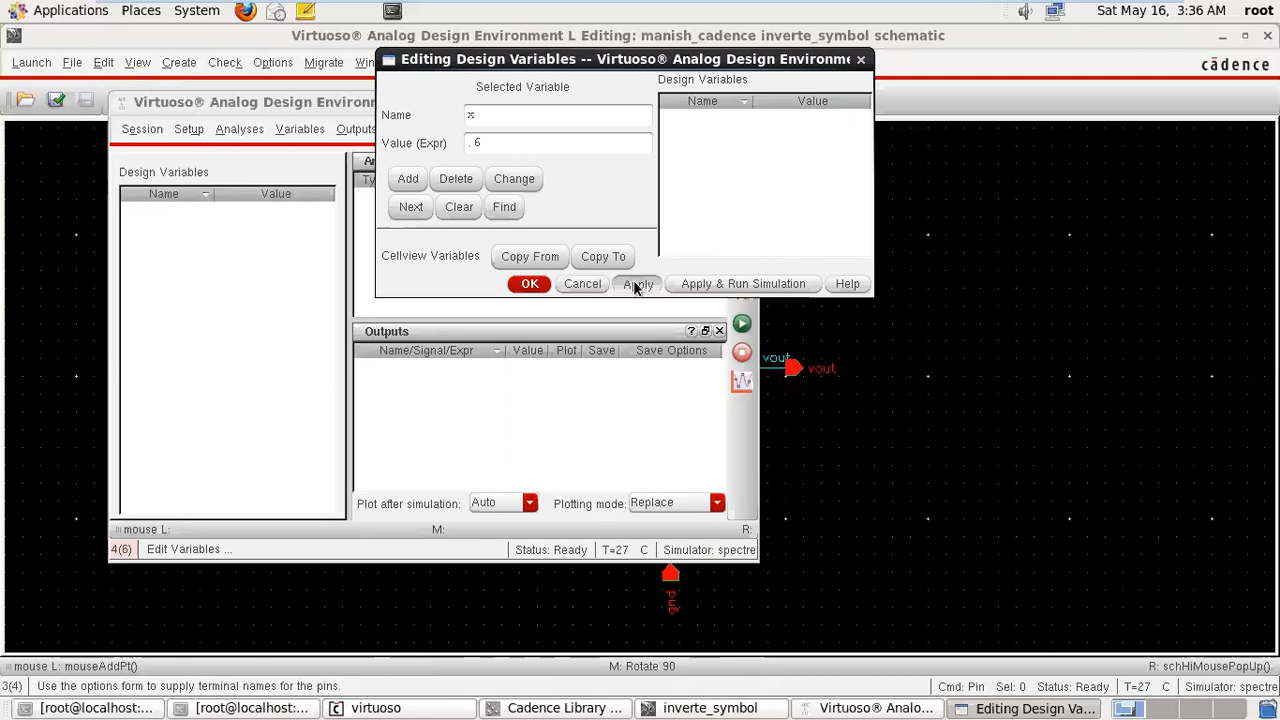 Applications Places System Sat May 16, 3:36 AM root
Virtuoso® Analog Design Environment L Editing: manish_cadence inverte_symbol schematic
Launch File Edit View Create Check Options Migrate Win cādence
Editing Design Variables -- Virtuoso® Analog Design Environme
Selected Variable
Design Variables
Name x
Name Value
Value (Expr) .6
Add Delete Change
Next Clear Find
Cellview Variables Copy From Copy To
OK Cancel Apply Apply & Run Simulation Help
Virtuoso® Analog Design Environ
Session Setup Analyses Variables Outputs
Design Variables
Name Value
An
Ty
Outputs
Name/Signal/Expr Value Plot Save Save Options
Plot after simulation: Auto Plotting mode: Replace
mouse L: M: R:
4(6) Edit Variables ... Status: Ready T=27 C Simulator: spectre
vout vout
gnd
mouse L: mouseAddPt() M: Rotate 90 R: schHiMousePopUp()
3(4) Use the options form to supply terminal names for the pins. Cmd: Pin Sel: 0 Status: Ready T=27 C Simulator: spectre
[root@localhost:... [root@localhost:... virtuoso Cadence Library ... inverte_symbol Virtuoso® Analo... Editing Design Va...